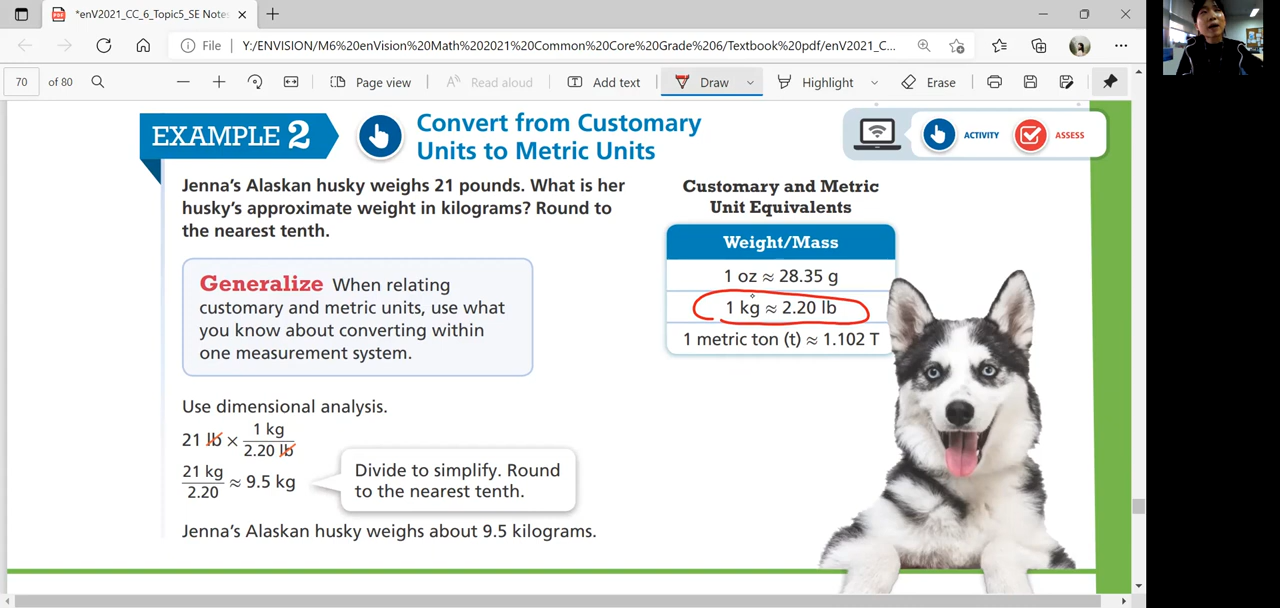 *enV2021_CC_6_Topic5_SE Note
File
Y:/ENVISION/M6%20enVision%20Math%202021%20Common%20Core%20Grade%206/Textbook%20pdf/enV2021_C...
70 of 80
Page view
Read aloud
Add text
Draw
Highlight
Erase
EXAMPLE 2
Convert from Customary
Units to Metric Units
ACTIVITY
ASSESS
Jenna's Alaskan husky weighs 21 pounds. What is her
husky's approximate weight in kilograms? Round to
the nearest tenth.
Generalize When relating
customary and metric units, use what
you know about converting within
one measurement system.
Customary and Metric
Unit Equivalents
Weight/Mass
1 oz ≈ 28.35 g
1 kg ≈ 2.20 lb
1 metric ton (t) ≈ 1.102 T
Use dimensional analysis.
21 lb × 1 kg / 2.20 lb
21 kg / 2.20 ≈ 9.5 kg
Divide to simplify. Round
to the nearest tenth.
Jenna's Alaskan husky weighs about 9.5 kilograms.